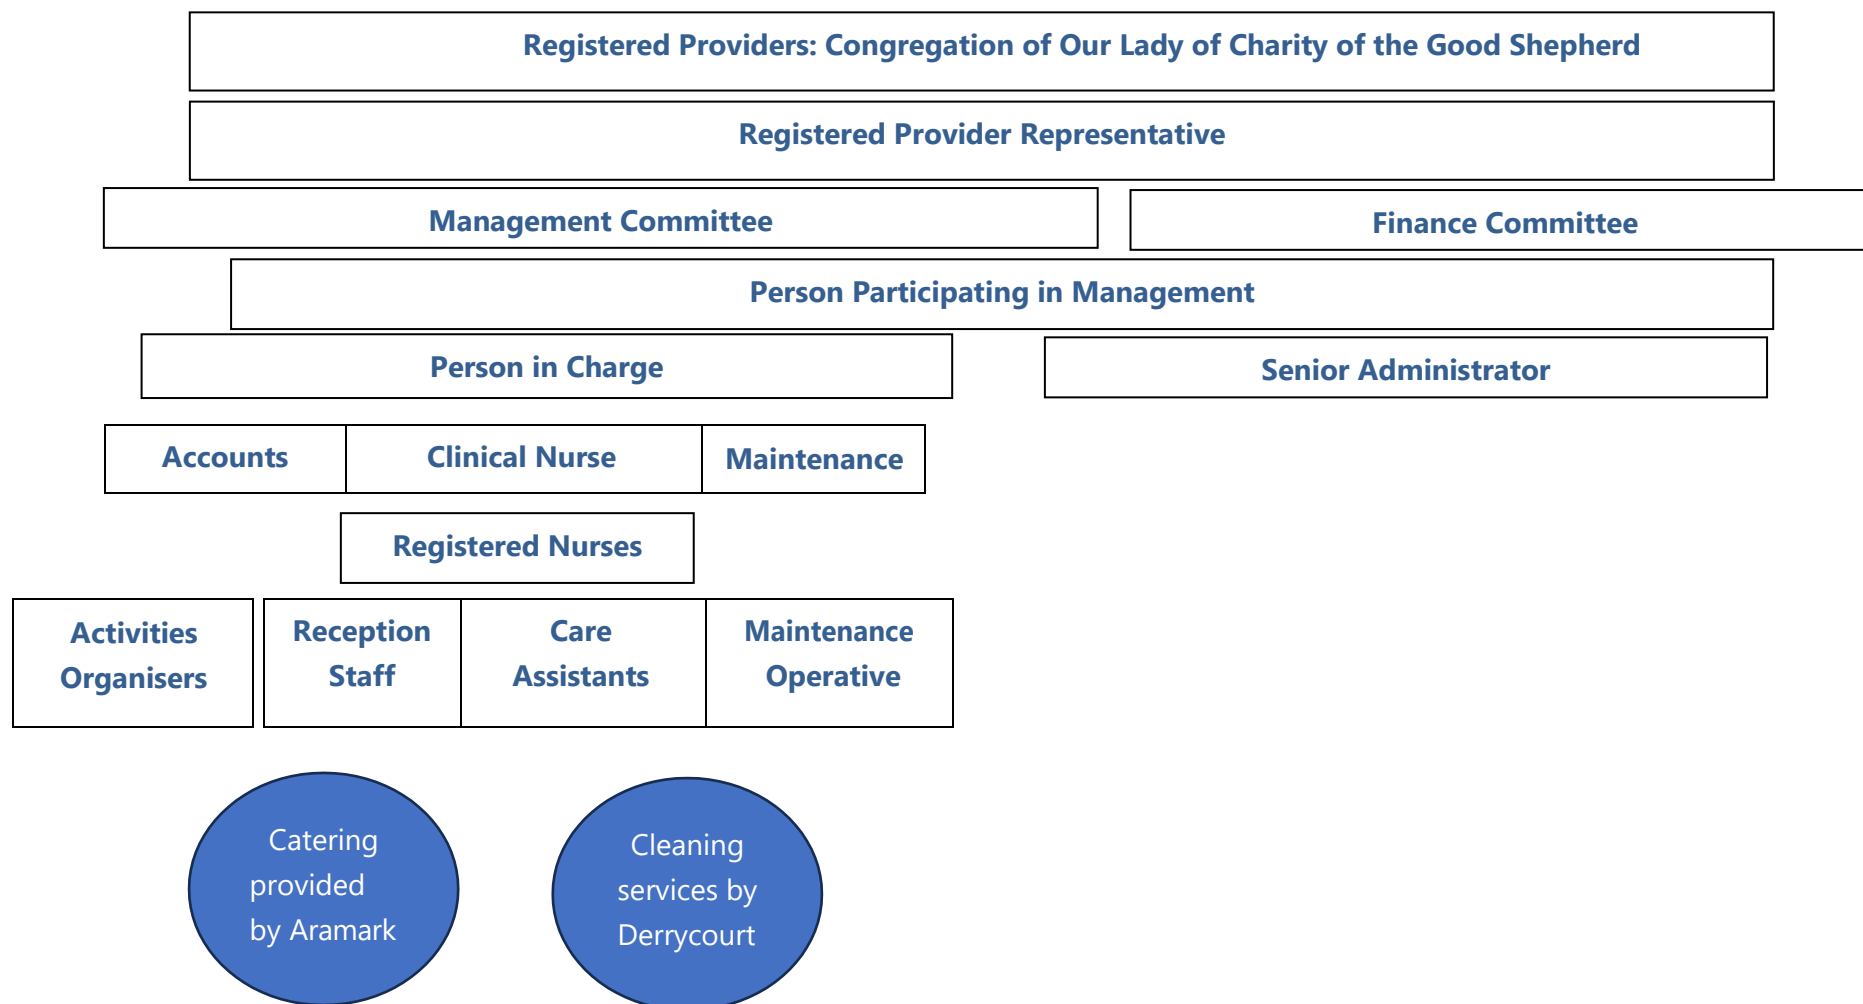 Registered Providers: Congregation of Our Lady of Charity of the Good Shepherd
Registered Provider Representative
Management Committee
Finance Committee
Person Participating in Management
Person in Charge
Senior Administrator
Accounts
Clinical Nurse
Maintenance
Registered Nurses
Activities
Organisers
Reception
Staff
Care
Assistants
Maintenance
Operative
Catering
provided
by Aramark
Cleaning
services by
Derrycourt